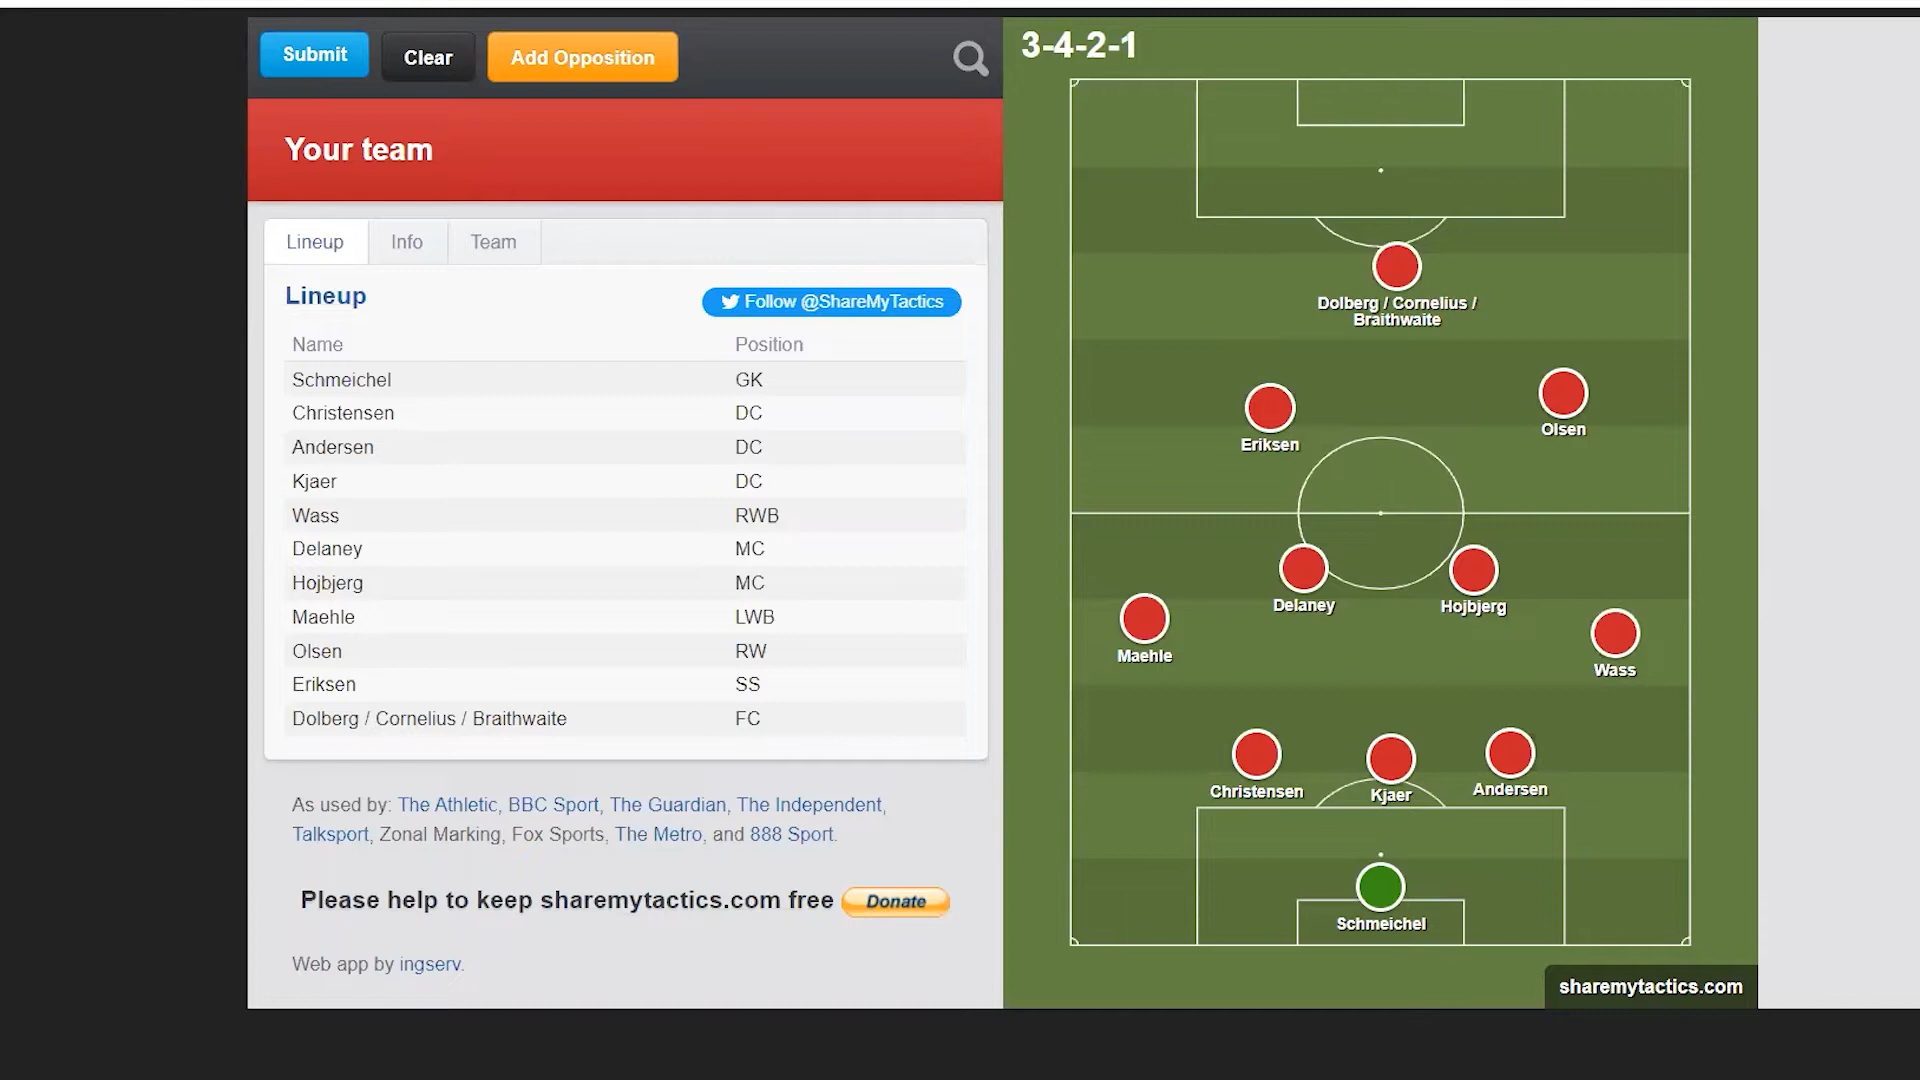 Submit
Clear
Add Opposition
Your team
Lineup Info Team
Lineup
Follow @ShareMyTactics
Name Position
Schmeichel GK
Christensen DC
Andersen DC
Kjaer DC
Wass RWB
Delaney MC
Hojbjerg MC
Maehle LWB
Olsen RW
Eriksen SS
Dolberg / Cornelius / Braithwaite FC
As used by: The Athletic, BBC Sport, The Guardian, The Independent,
Talksport, Zonal Marking, Fox Sports, The Metro, and 888 Sport.
Please help to keep sharemytactics.com free Donate
Web app by ingserv.
3-4-2-1
Dolberg / Cornelius /
Braithwaite
Eriksen
Olsen
Delaney
Hojbjerg
Maehle
Wass
Christensen
Kjaer
Andersen
Schmeichel
sharemytactics.com